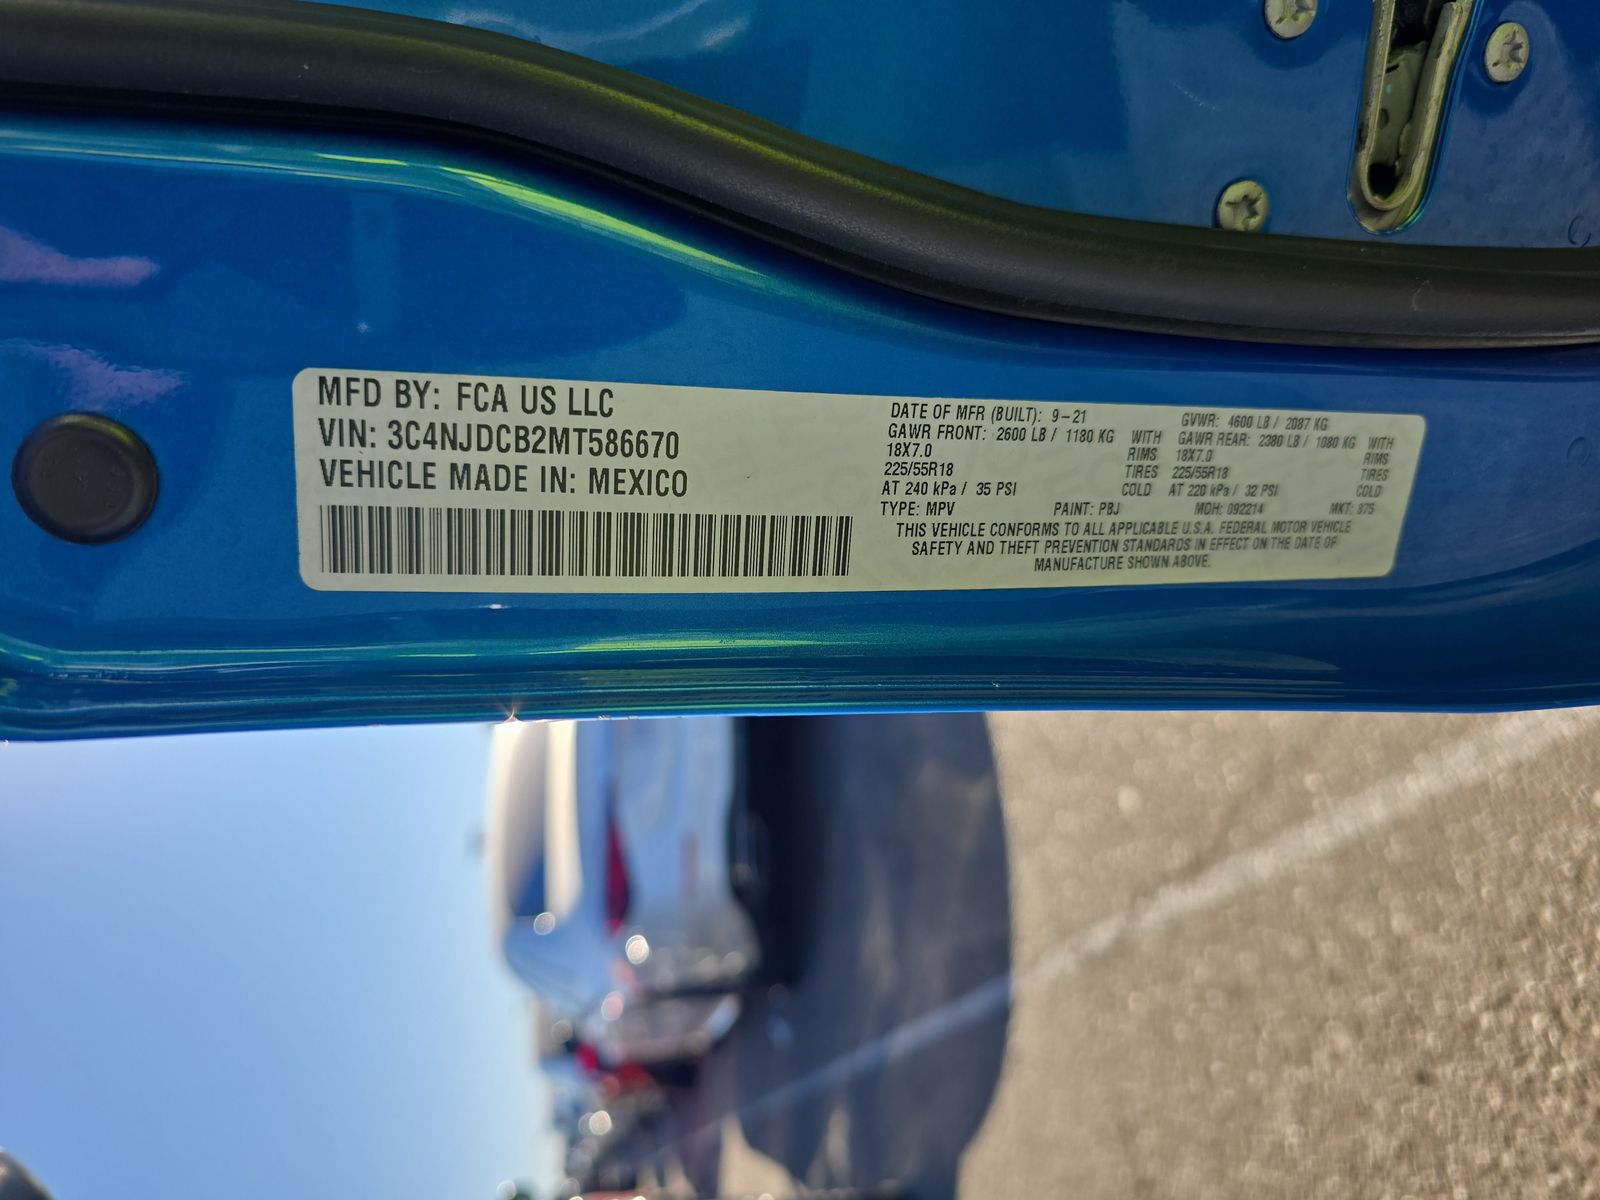 MFD BY: FCA US LLC
VIN: 3C4NJDCB2MT586670
VEHICLE MADE IN: MEXICO
DATE OF MFR (BUILT): 9-21 GVWR: 4600 LB / 2087 KG
GAWR FRONT: 2600 LB / 1180 KG WITH GAWR REAR: 2380 LB / 1080 KG WITH
18X7.0 RIMS 18X7.0 RIMS
225/55R18 TIRES 225/55R18 TIRES
AT 240 kPa / 35 PSI COLD AT 220 kPa / 32 PSI COLD
TYPE: MPV PAINT: PBJ MDH: 092214 MKT: 875
THIS VEHICLE CONFORMS TO ALL APPLICABLE U.S.A. FEDERAL MOTOR VEHICLE
SAFETY AND THEFT PREVENTION STANDARDS IN EFFECT ON THE DATE OF
MANUFACTURE SHOWN ABOVE.